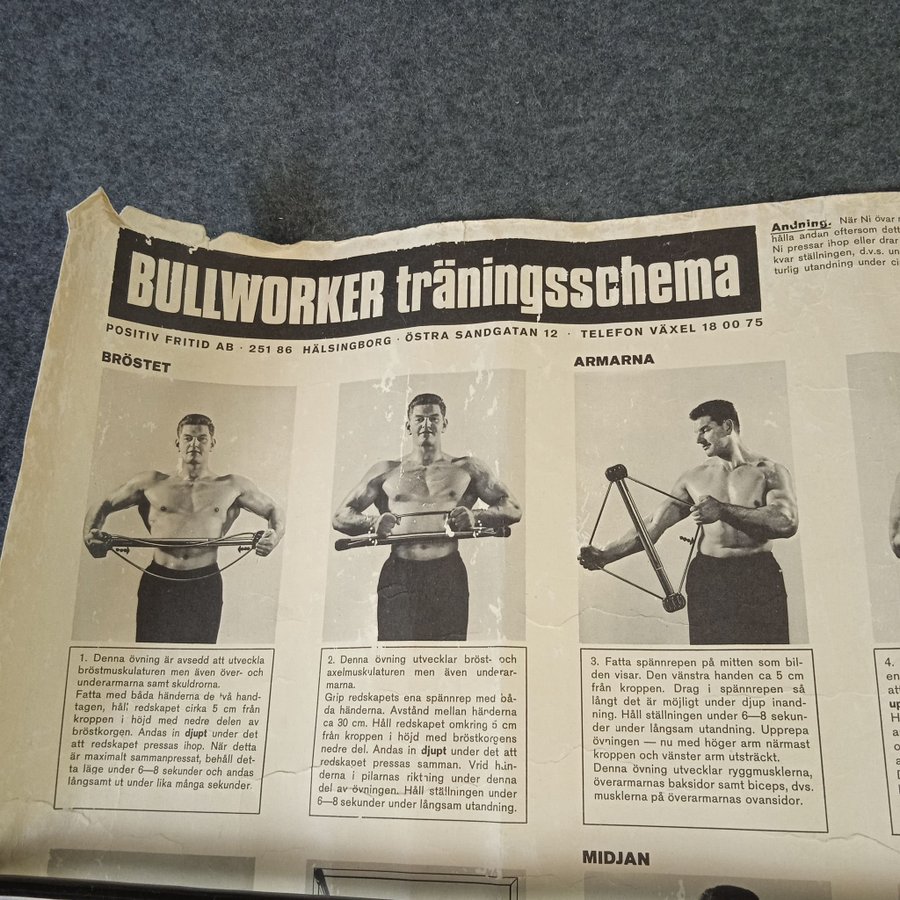 BULLWORKER träningsschema
POSITIV FRITID AB · 251 86 HÄLSINGBORG · ÖSTRA SANDGATAN 12 · TELEFON VÄXEL 18 00 75
Andning. När Ni övar
hålla andan eftersom dett
Ni pressar ihop eller drar
kvar ställningen, d.v.s. un
turlig utandning under ci
BRÖSTET
ARMARNA
1. Denna övning är avsedd att utveckla
bröstmuskulaturen men även över- och
underarmarna samt skuldrorna.
Fatta med båda händerna de två hand-
tagen, håll redskapet cirka 5 cm från
kroppen i höjd med nedre delen av
bröstkorgen. Andas in djupt under det
att redskapet pressas ihop. När detta
är maximalt sammanpressat, behåll det-
ta läge under 6—8 sekunder och andas
långsamt ut under lika många sekunder.
2. Denna övning utvecklar bröst- och
axelmuskulaturen men även underar-
marna.
Grip redskapets ena spännrep med bå-
da händerna. Avstånd mellan händerna
ca 30 cm. Håll redskapet omkring 5 cm
från kroppen i höjd med bröstkorgens
nedre del. Andas in djupt under det att
redskapet pressas samman. Vrid hän-
derna i pilarnas riktning under denna
del av övningen. Håll ställningen under
6—8 sekunder under långsam utandning.
3. Fatta spännrepen på mitten som bil-
den visar. Den vänstra handen ca 5 cm
från kroppen. Drag i spännrepen så
långt det är möjligt under djup inand-
ning. Håll ställningen under 6—8 sekun-
der under långsam utandning. Upprepa
övningen — nu med höger arm närmast
kroppen och vänster arm utsträckt.
Denna övning utvecklar ryggmusklerna,
överarmarnas baksidor samt biceps, dvs.
musklerna på överarmarnas ovansidor.
4.
en
att
up
MIDJAN